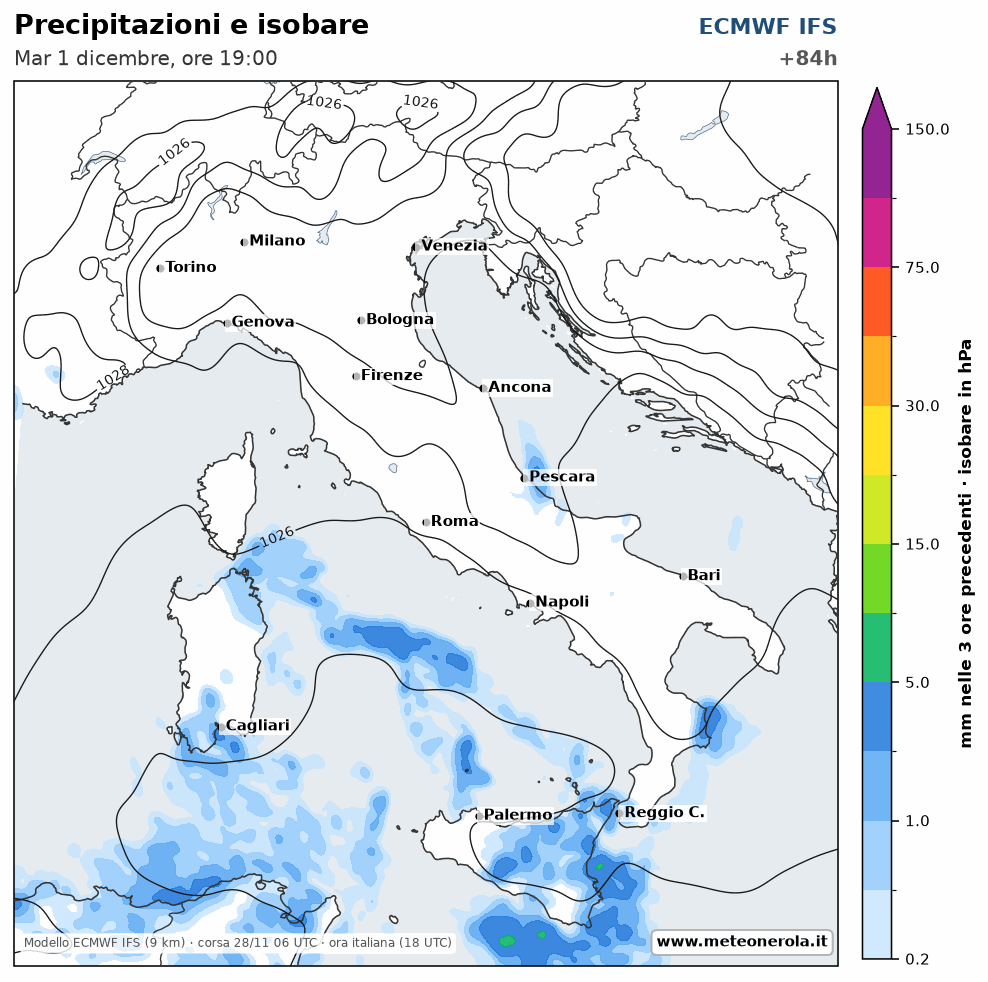 Precipitazioni e isobare
ECMWF IFS
Mar 1 dicembre, ore 19:00
+84h
1026
1026
1026
150.0
Milano
Venezia
Torino
75.0
Genova
Bologna
1028
Firenze
Ancona
30.0
Pescara
Roma
1026
15.0
Bari
Napoli
5.0
Cagliari
Palermo
Reggio C.
1.0
0.2
mm nelle 3 ore precedenti · isobare in hPa
Modello ECMWF IFS (9 km) · corsa 28/11 06 UTC · ora italiana (18 UTC)
www.meteonerola.it